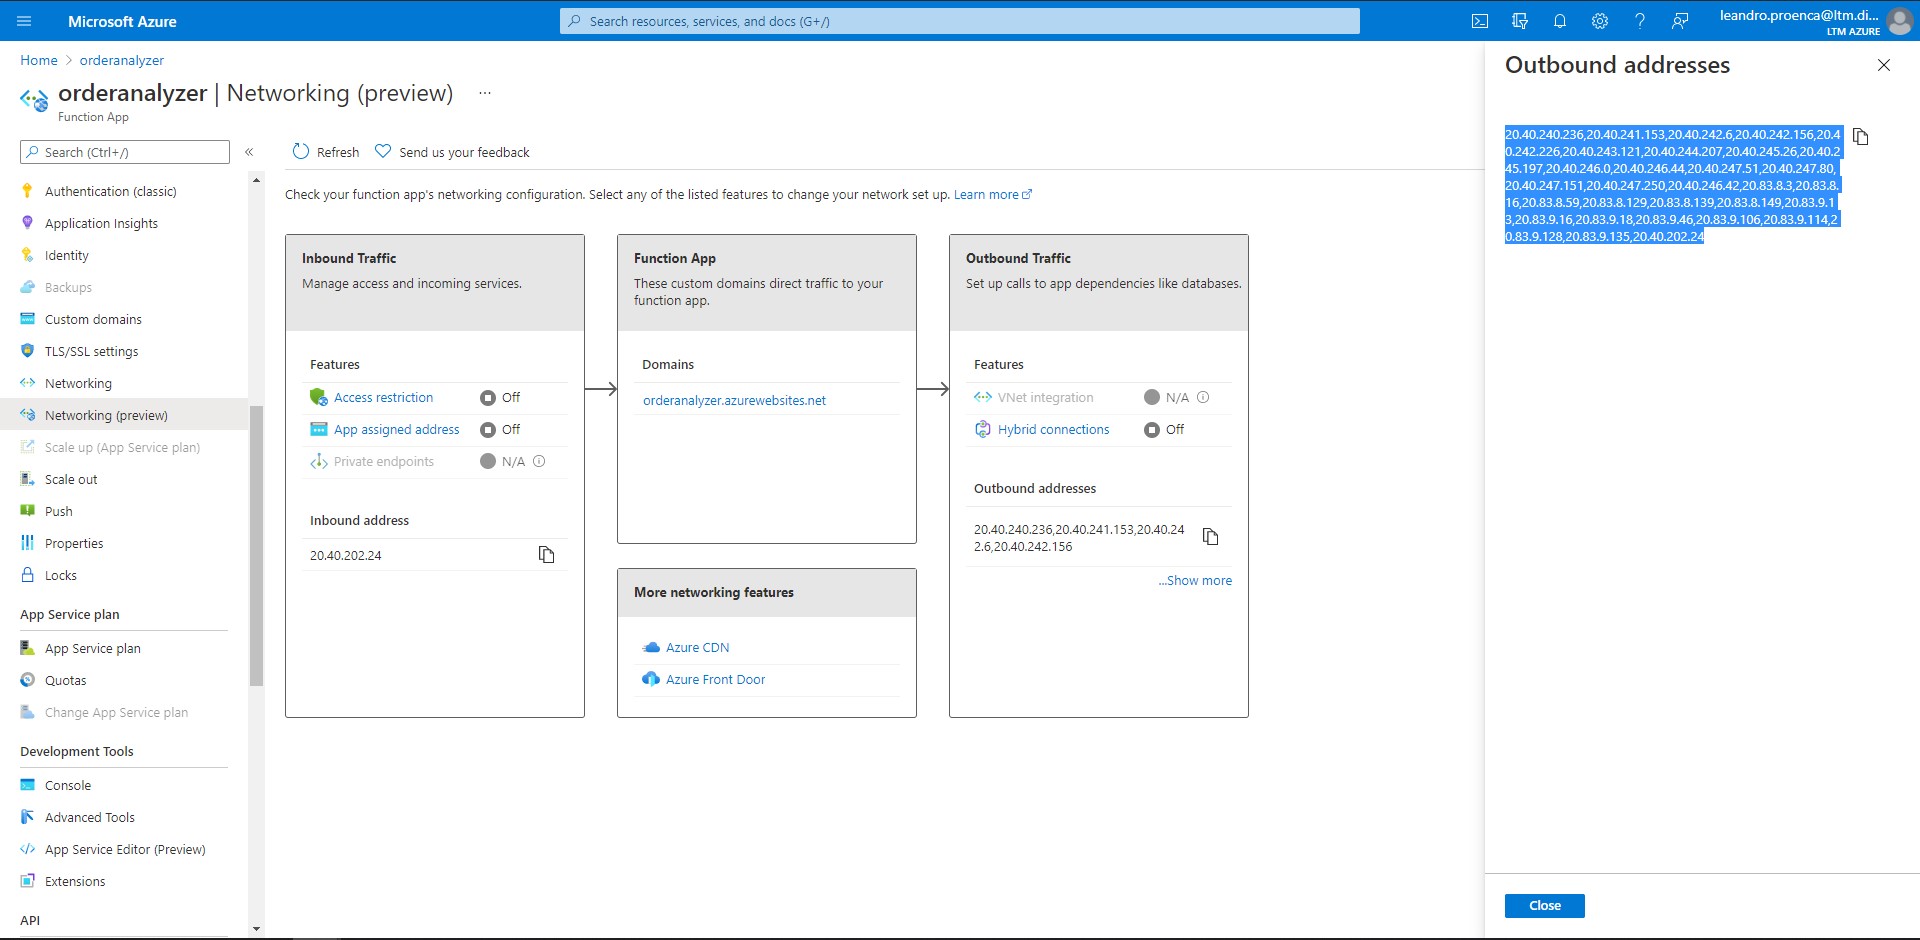 Microsoft Azure
Search resources, services, and docs (G+/)
leandro.proenca@ltm.di...
LTM AZURE
Home > orderanalyzer
orderanalyzer | Networking (preview) ...
Function App
Search (Ctrl+/)
«
Authentication (classic)
Application Insights
Identity
Backups
Custom domains
TLS/SSL settings
Networking
Networking (preview)
Scale up (App Service plan)
Scale out
Push
Properties
Locks
App Service plan
App Service plan
Quotas
Change App Service plan
Development Tools
Console
Advanced Tools
App Service Editor (Preview)
Extensions
API
Refresh
Send us your feedback
Check your function app's networking configuration. Select any of the listed features to change your network set up. Learn more
Inbound Traffic
Manage access and incoming services.
Features
Access restriction Off
App assigned address Off
Private endpoints N/A
Inbound address
20.40.202.24
Function App
These custom domains direct traffic to your
function app.
Domains
orderanalyzer.azurewebsites.net
More networking features
Azure CDN
Azure Front Door
Outbound Traffic
Set up calls to app dependencies like databases.
Features
VNet integration N/A
Hybrid connections Off
Outbound addresses
20.40.240.236,20.40.241.153,20.40.24
2.6,20.40.242.156
...Show more
Outbound addresses
20.40.240.236,20.40.241.153,20.40.242.6,20.40.242.156,20.4
0.242.226,20.40.243.121,20.40.244.207,20.40.245.26,20.40.2
45.197,20.40.246.0,20.40.246.44,20.40.247.51,20.40.247.80,
20.40.247.151,20.40.247.250,20.40.246.42,20.83.8.3,20.83.8.
16,20.83.8.59,20.83.8.129,20.83.8.139,20.83.8.149,20.83.9.1
3,20.83.9.16,20.83.9.18,20.83.9.46,20.83.9.106,20.83.9.114,2
0.83.9.128,20.83.9.135,20.40.202.24
Close